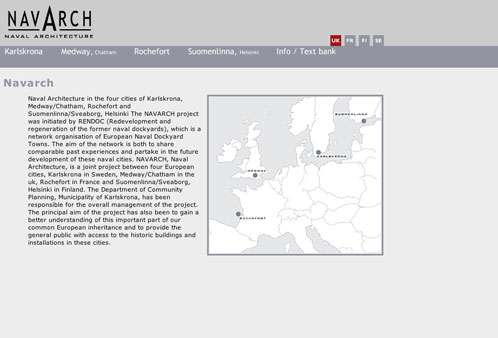 NAVARCH
NAVAL ARCHITECTURE
UK FR FI SE
Karlskrona Medway, Chatham Rochefort Suomenlinna, Helsinki Info / Text bank
Navarch
Naval Architecture in the four cities of Karlskrona,
Medway/Chatham, Rochefort and
Suomenlinna/Sveaborg, Helsinki The NAVARCH project
was initiated by RENDOC (Redevelopment and
regeneration of the former naval dockyards), which is a
network organisation of European Naval Dockyard
Towns. The aim of the network is both to share
comparable past experiences and partake in the future
development of these naval cities. NAVARCH, Naval
Architecture, is a joint project between four European
cities, Karlskrona in Sweden, Medway/Chatham in the
uk, Rochefort in France and Suomenlinna/Sveaborg,
Helsinki in Finland. The Department of Community
Planning, Municipality of Karlskrona, has been
responsible for the overall management of the project.
The principal aim of the project has also been to gain a
better understanding of this important part of our
common European inheritance and to provide the
general public with access to the historic buildings and
installations in these cities.
SUOMENLINNA
KARLSKRONA
MEDWAY
ROCHEFORT